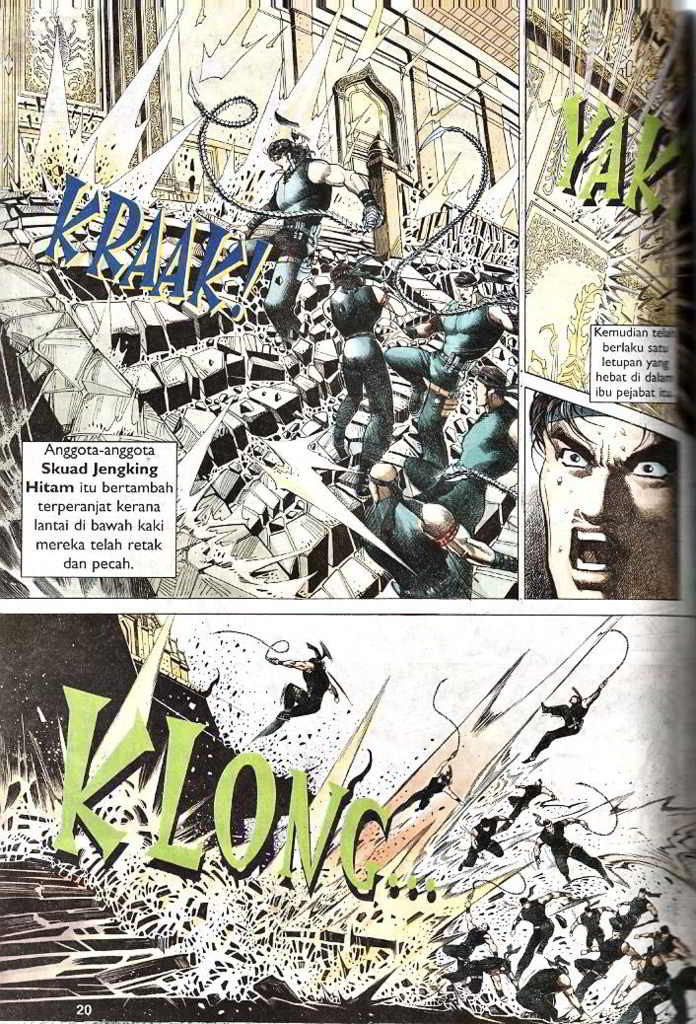 KRAAK!
Anggota-anggota
Skuad Jengking
Hitam itu bertambah
terperanjat kerana
lantai di bawah kaki
mereka telah retak
dan pecah.
YAK
Kemudian telah
berlaku satu
letupan yang
hebat di dalam
ibu pejabat itu.
KLONG...
20